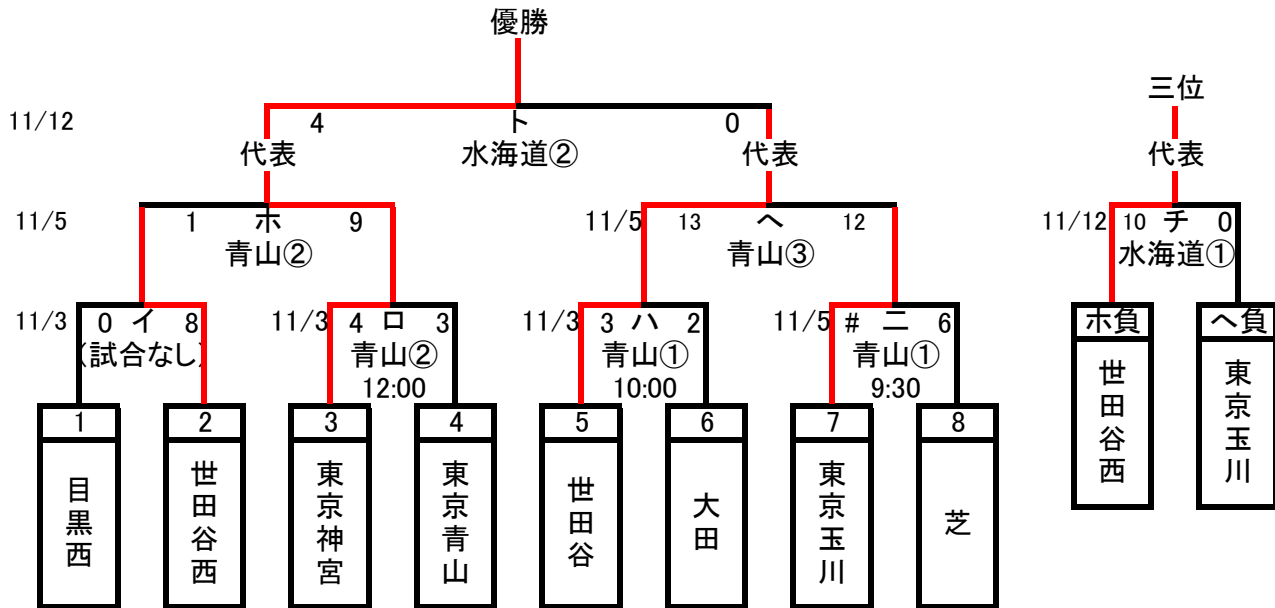 優勝
三位
11/12 4 ト 0
代表 水海道② 代表 代表
11/5 1 ホ 9 11/5 13 ヘ 12 11/12 10 チ 0
青山② 青山③ 水海道①
11/3 0 イ 8 11/3 4 ロ 3 11/3 3 ハ 2 11/5 # ニ 6 ホ負 ヘ負
(試合なし) 青山② 青山① 青山①
12:00 10:00 9:30
世田谷西 東京玉川
1 2 3 4 5 6 7 8
目黒西 世田谷西 東京神宮 東京青山 世田谷 大田 東京玉川 芝